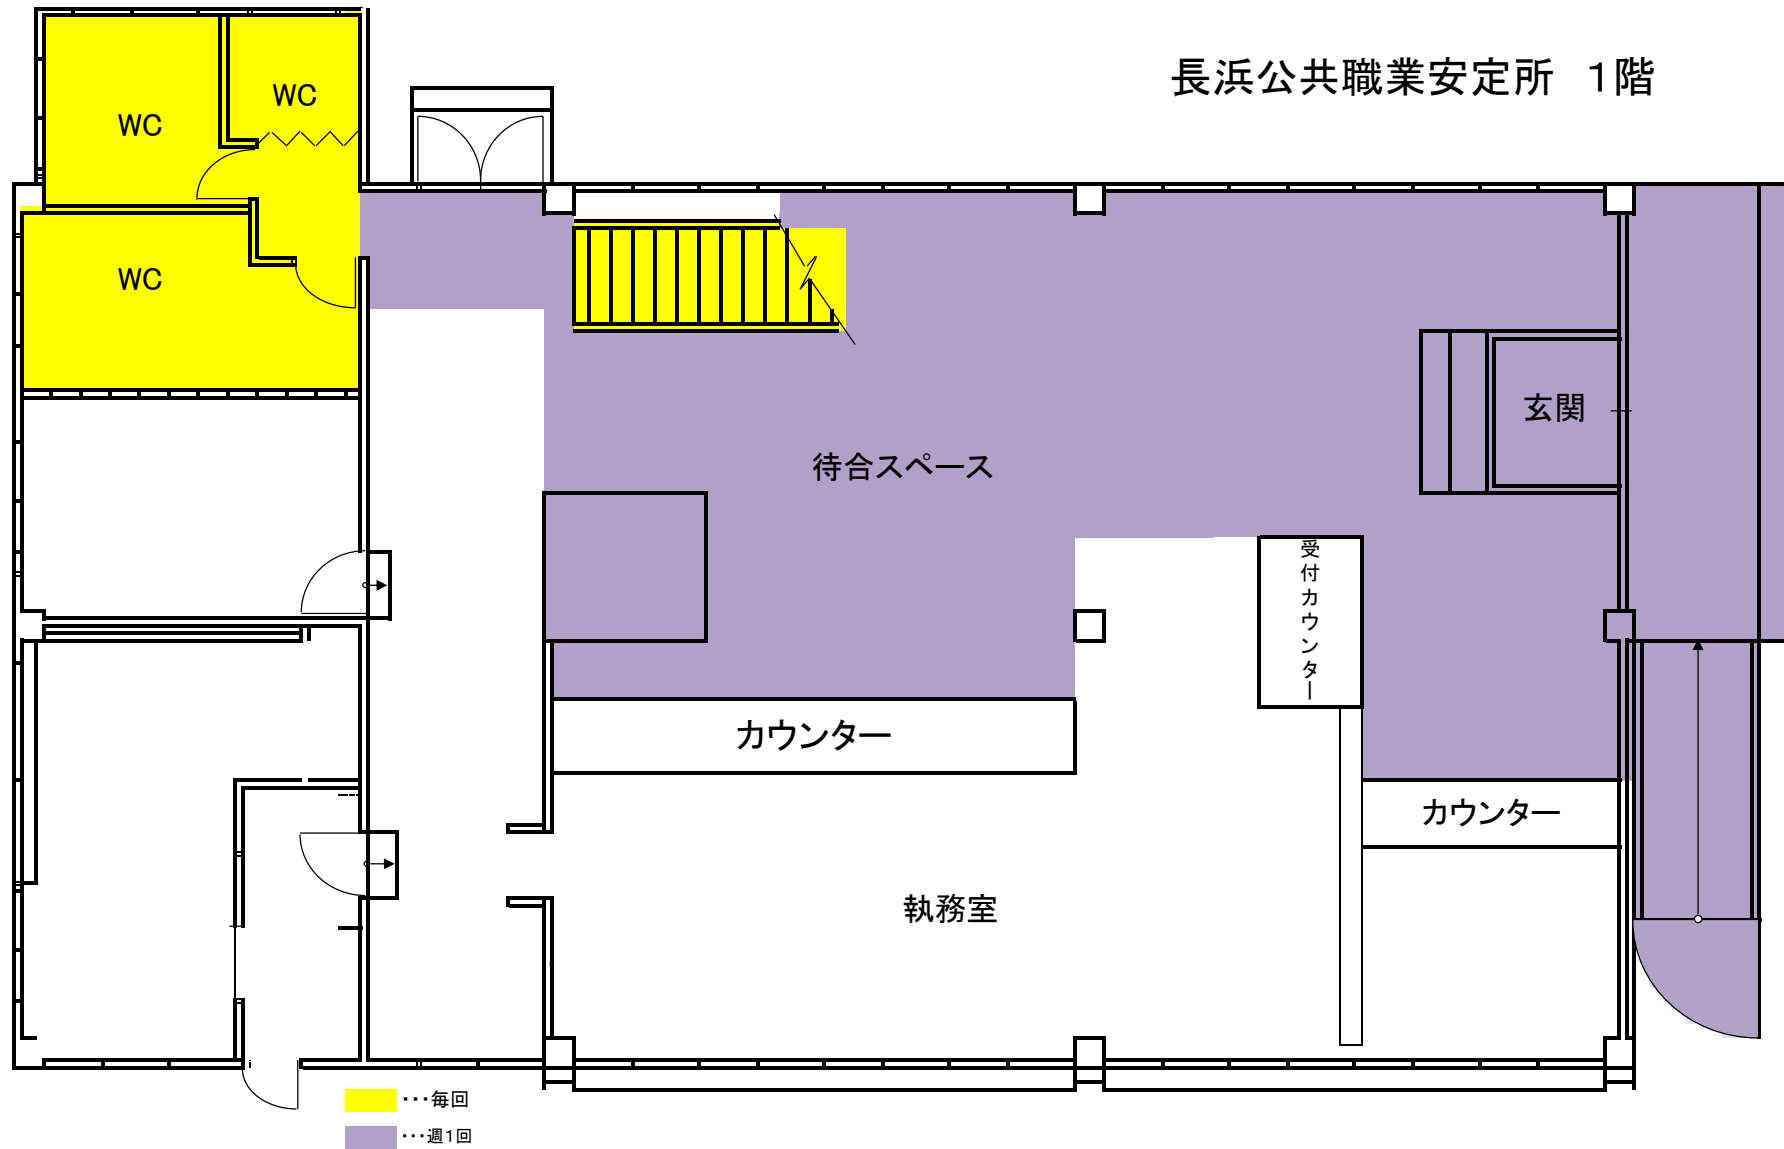 長浜公共職業安定所　1階
WC
WC
WC
玄関
待合スペース
受付カウンター
カウンター
カウンター
執務室
・・・毎回
・・・週1回